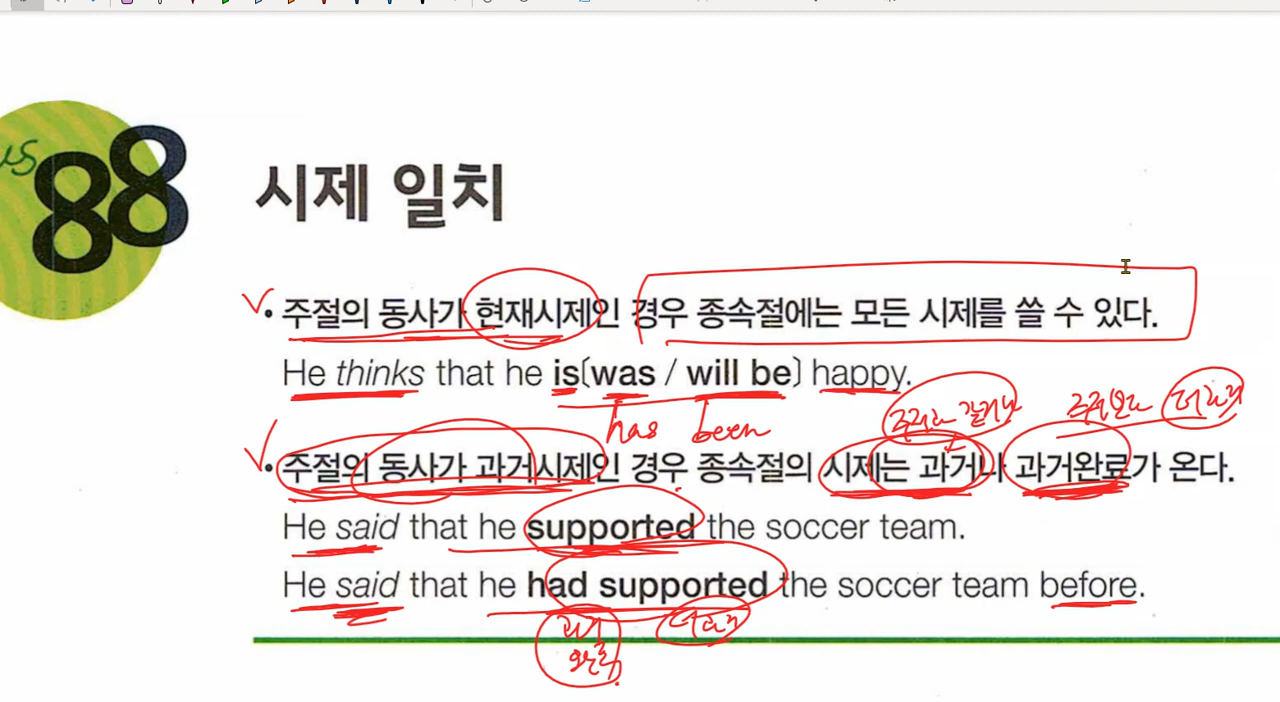 us
88
시제 일치
• 주절의 동사가 현재시제인 경우 종속절에는 모든 시제를 쓸 수 있다.
He thinks that he is(was / will be) happy.
has been
• 주절의 동사가 과거시제인 경우 종속절의 시제는 과거나 과거완료가 온다.
He said that he supported the soccer team.
He said that he had supported the soccer team before.
과거
완료